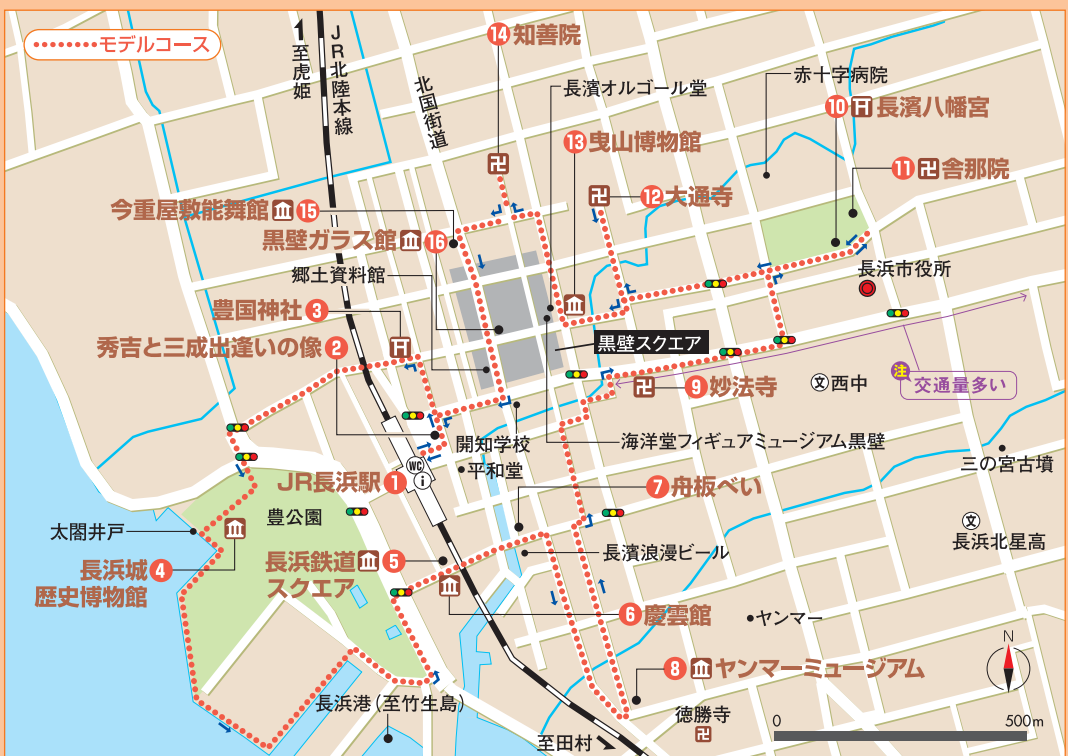 モデルコース
至虎姫
JR北陸本線
北国街道
⑭知善院
長濱オルゴール堂
赤十字病院
⑩長濱八幡宮
⑬曳山博物館
⑪舎那院
⑫大通寺
今重屋敷能舞館⑮
黒壁ガラス館⑯
郷土資料館
長浜市役所
豊国神社③
秀吉と三成出逢いの像②
黒壁スクエア
⑨妙法寺
文西中
注
交通量多い
開知学校
海洋堂フィギュアミュージアム黒壁
平和堂
三の宮古墳
WC
i
JR長浜駅①
⑦舟板べい
豊公園
太閤井戸
文
長浜北星高
長濱浪漫ビール
長浜城④
歴史博物館
長浜鉄道⑤
スクエア
⑥慶雲館
ヤンマー
N
⑧ヤンマーミュージアム
長浜港(至竹生島)
徳勝寺
至田村
0
500m